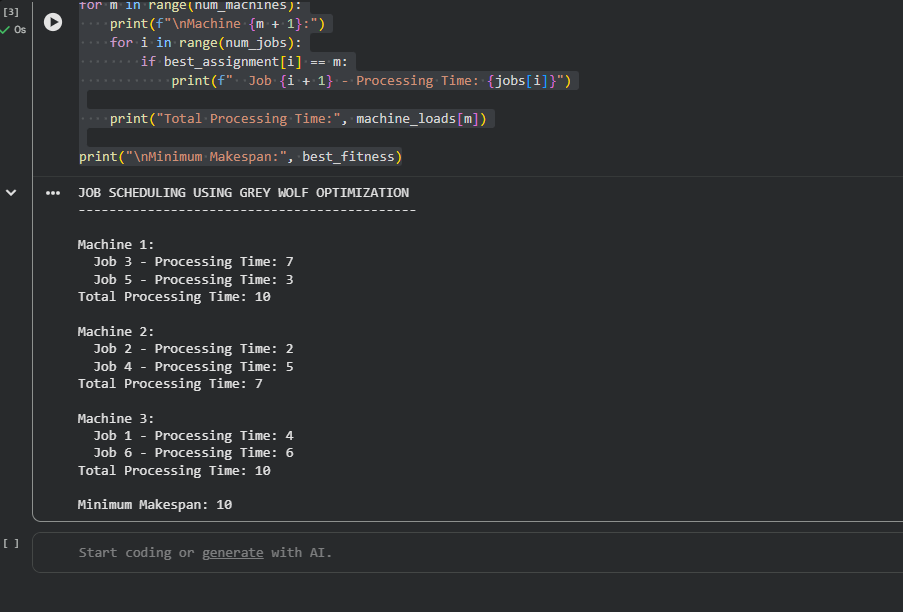 [3]
0s
for m in range(num_machines):
    print(f"\nMachine {m + 1}:")
    for i in range(num_jobs):
        if best_assignment[i] == m:
            print(f"  Job {i + 1} - Processing Time: {jobs[i]}")
    print("Total Processing Time:", machine_loads[m])
print("\nMinimum Makespan:", best_fitness)
JOB SCHEDULING USING GREY WOLF OPTIMIZATION
--------------------------------------------
Machine 1:
  Job 3 - Processing Time: 7
  Job 5 - Processing Time: 3
Total Processing Time: 10
Machine 2:
  Job 2 - Processing Time: 2
  Job 4 - Processing Time: 5
Total Processing Time: 7
Machine 3:
  Job 1 - Processing Time: 4
  Job 6 - Processing Time: 6
Total Processing Time: 10
Minimum Makespan: 10
[ ]
Start coding or generate with AI.